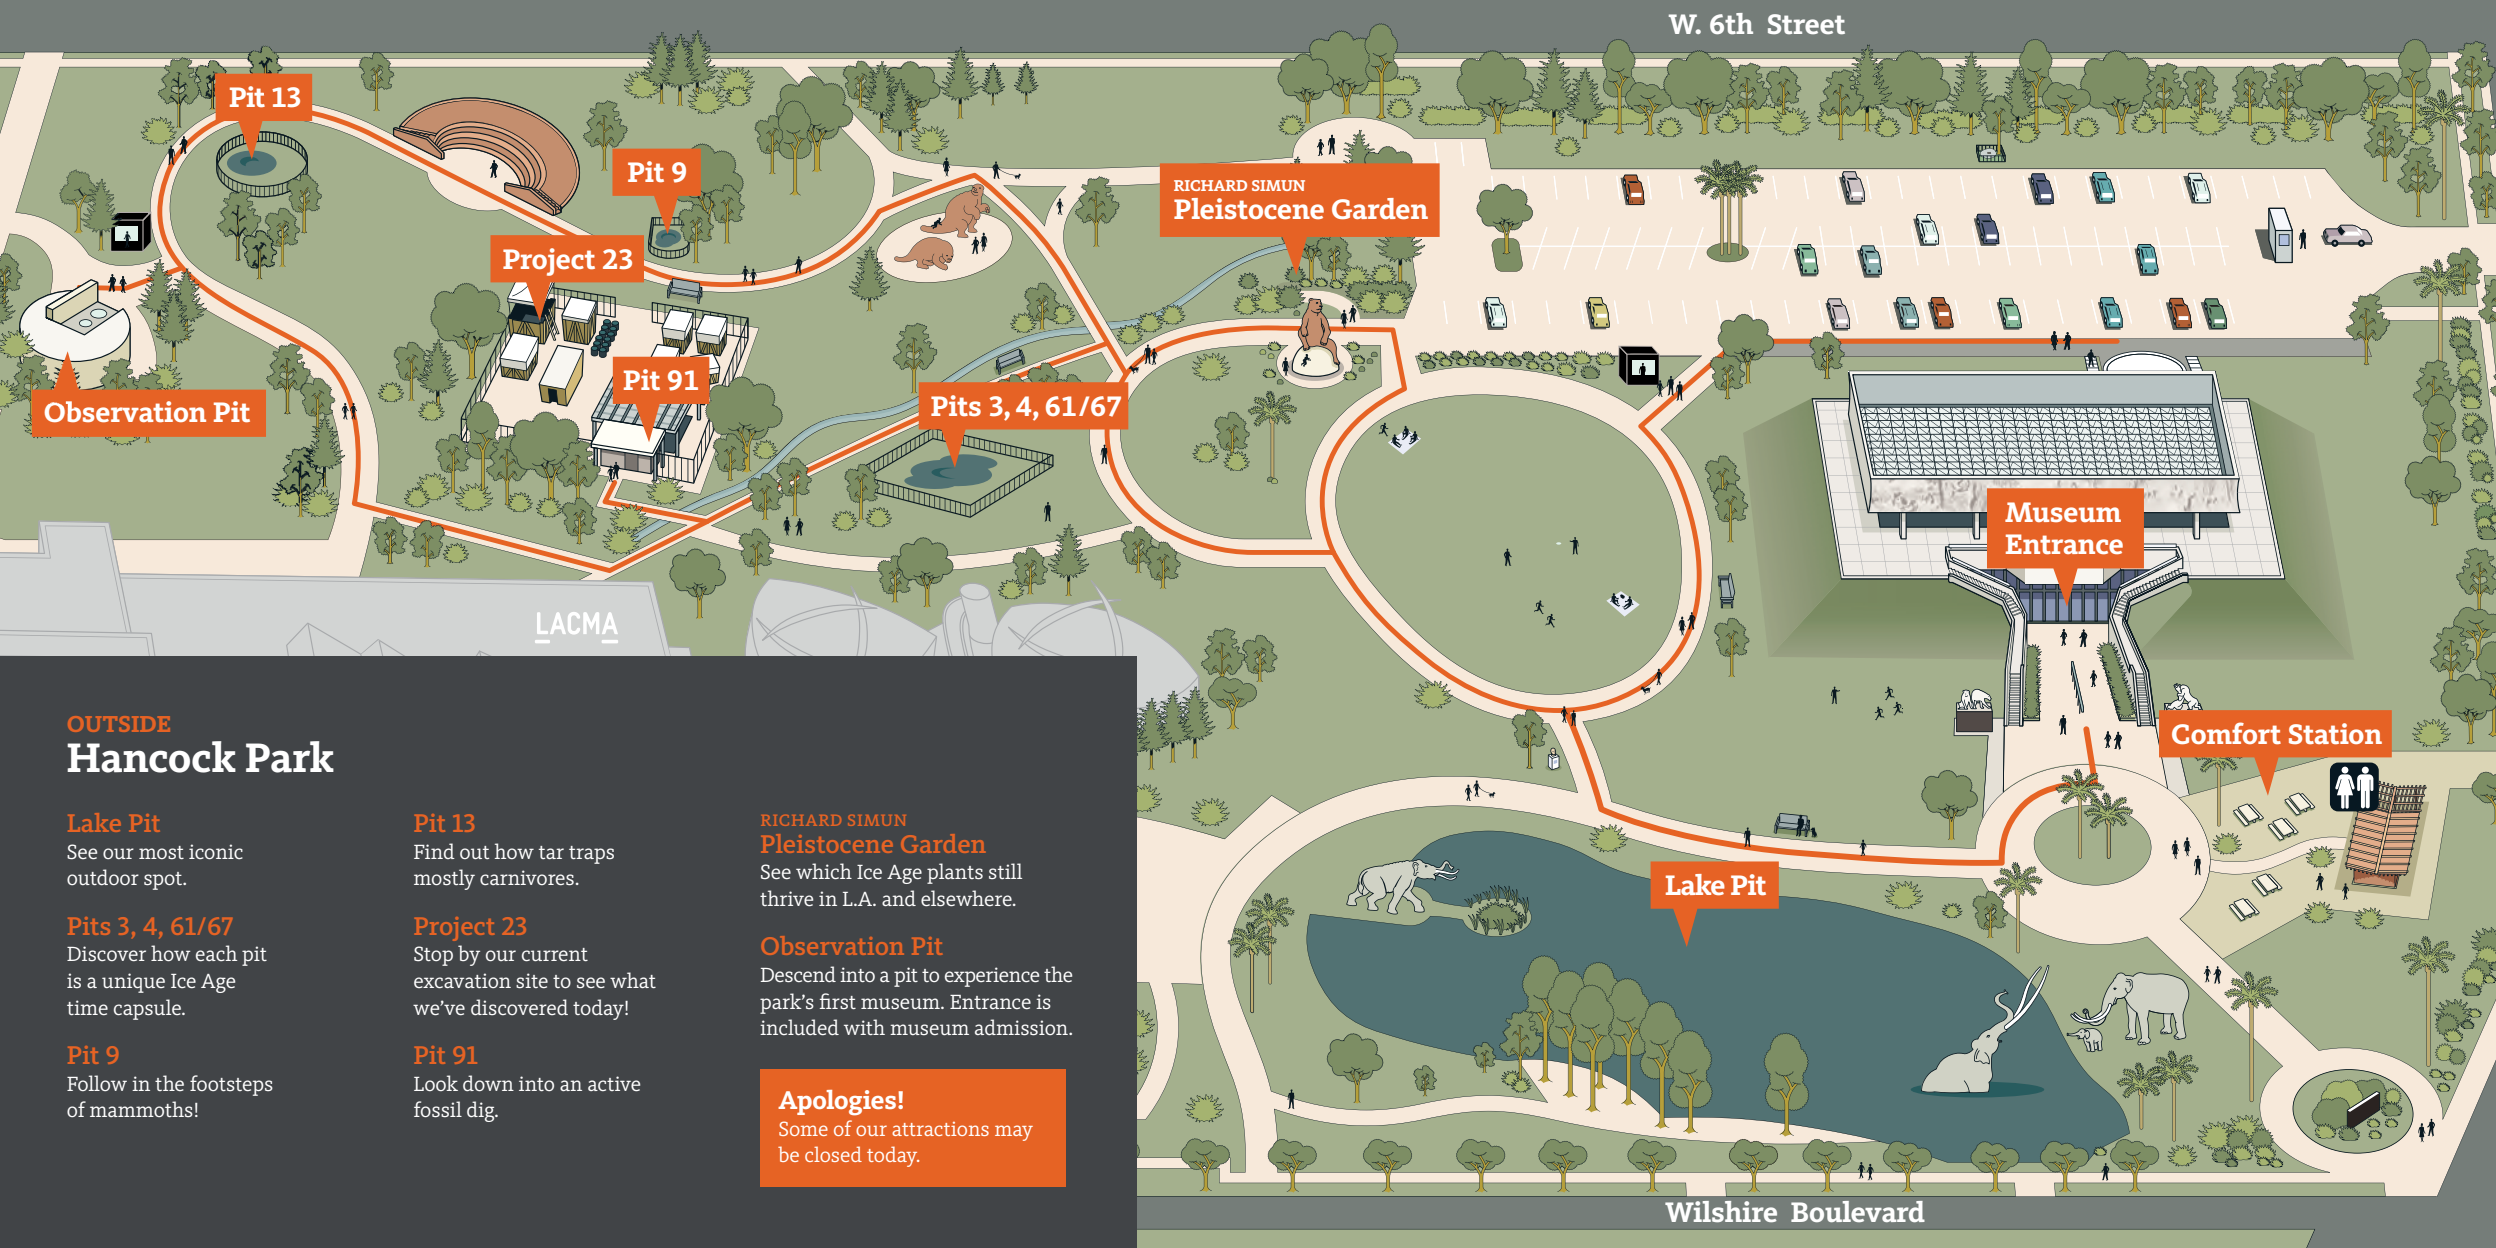 W. 6th Street
Pit 13
Pit 9
RICHARD SIMUN
Pleistocene Garden
Project 23
Pit 91
Observation Pit
Pits 3, 4, 61/67
Museum
Entrance
LACMA
Comfort Station
Lake Pit
Wilshire Boulevard
OUTSIDE
Hancock Park
Lake Pit
See our most iconic
outdoor spot.
Pits 3, 4, 61/67
Discover how each pit
is a unique Ice Age
time capsule.
Pit 9
Follow in the footsteps
of mammoths!
Pit 13
Find out how tar traps
mostly carnivores.
Project 23
Stop by our current
excavation site to see what
we’ve discovered today!
Pit 91
Look down into an active
fossil dig.
RICHARD SIMUN
Pleistocene Garden
See which Ice Age plants still
thrive in L.A. and elsewhere.
Observation Pit
Descend into a pit to experience the
park’s first museum. Entrance is
included with museum admission.
Apologies!
Some of our attractions may
be closed today.